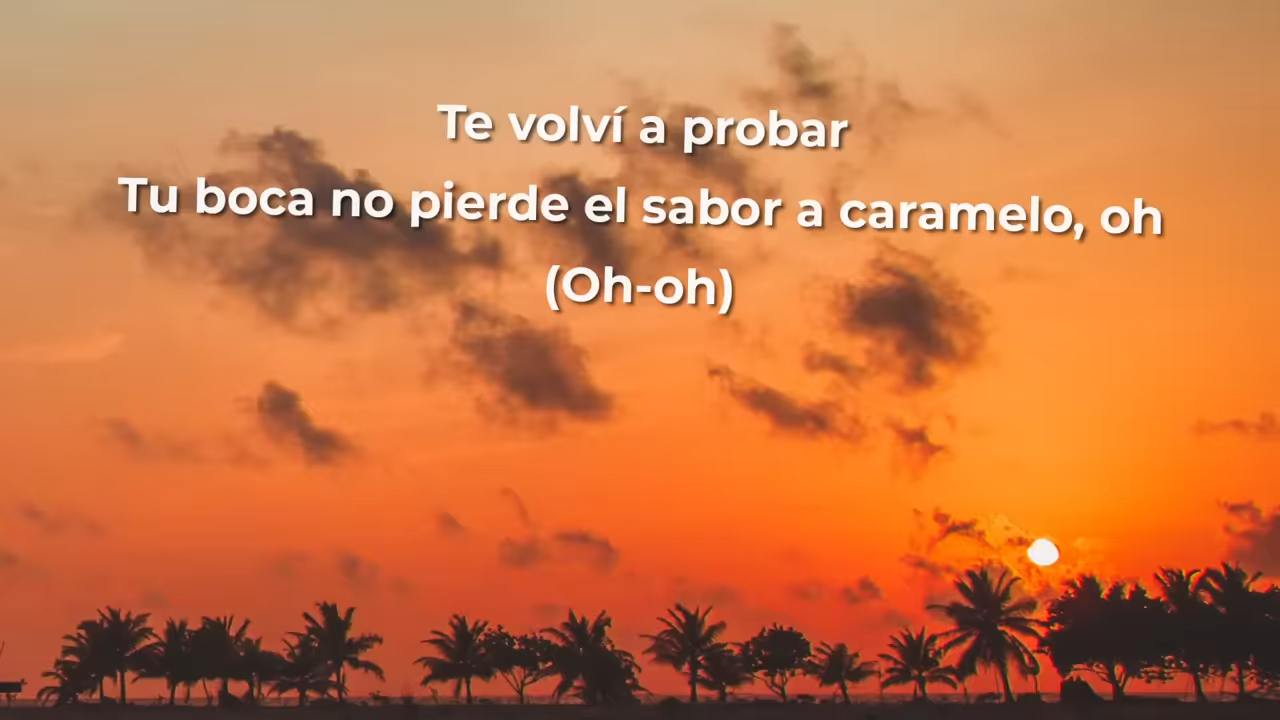 Te volví a probar
Tu boca no pierde el sabor a caramelo, oh
(Oh-oh)